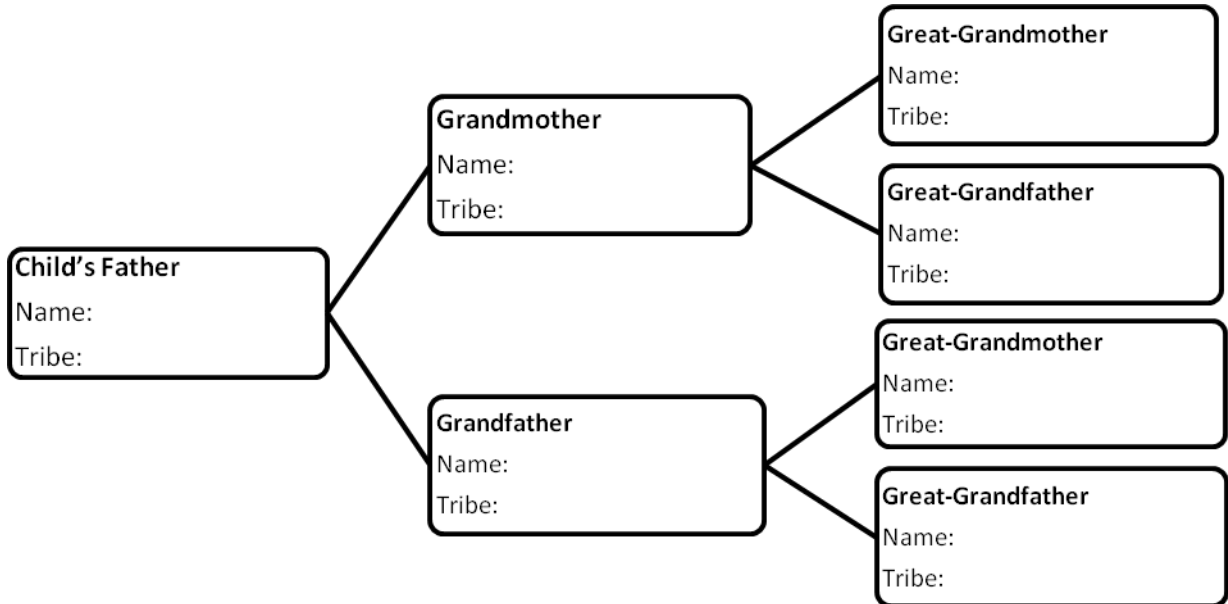 Child’s Father
Name:
Tribe:
Grandmother
Name:
Tribe:
Grandfather
Name:
Tribe:
Great-Grandmother
Name:
Tribe:
Great-Grandfather
Name:
Tribe:
Great-Grandmother
Name:
Tribe:
Great-Grandfather
Name:
Tribe: